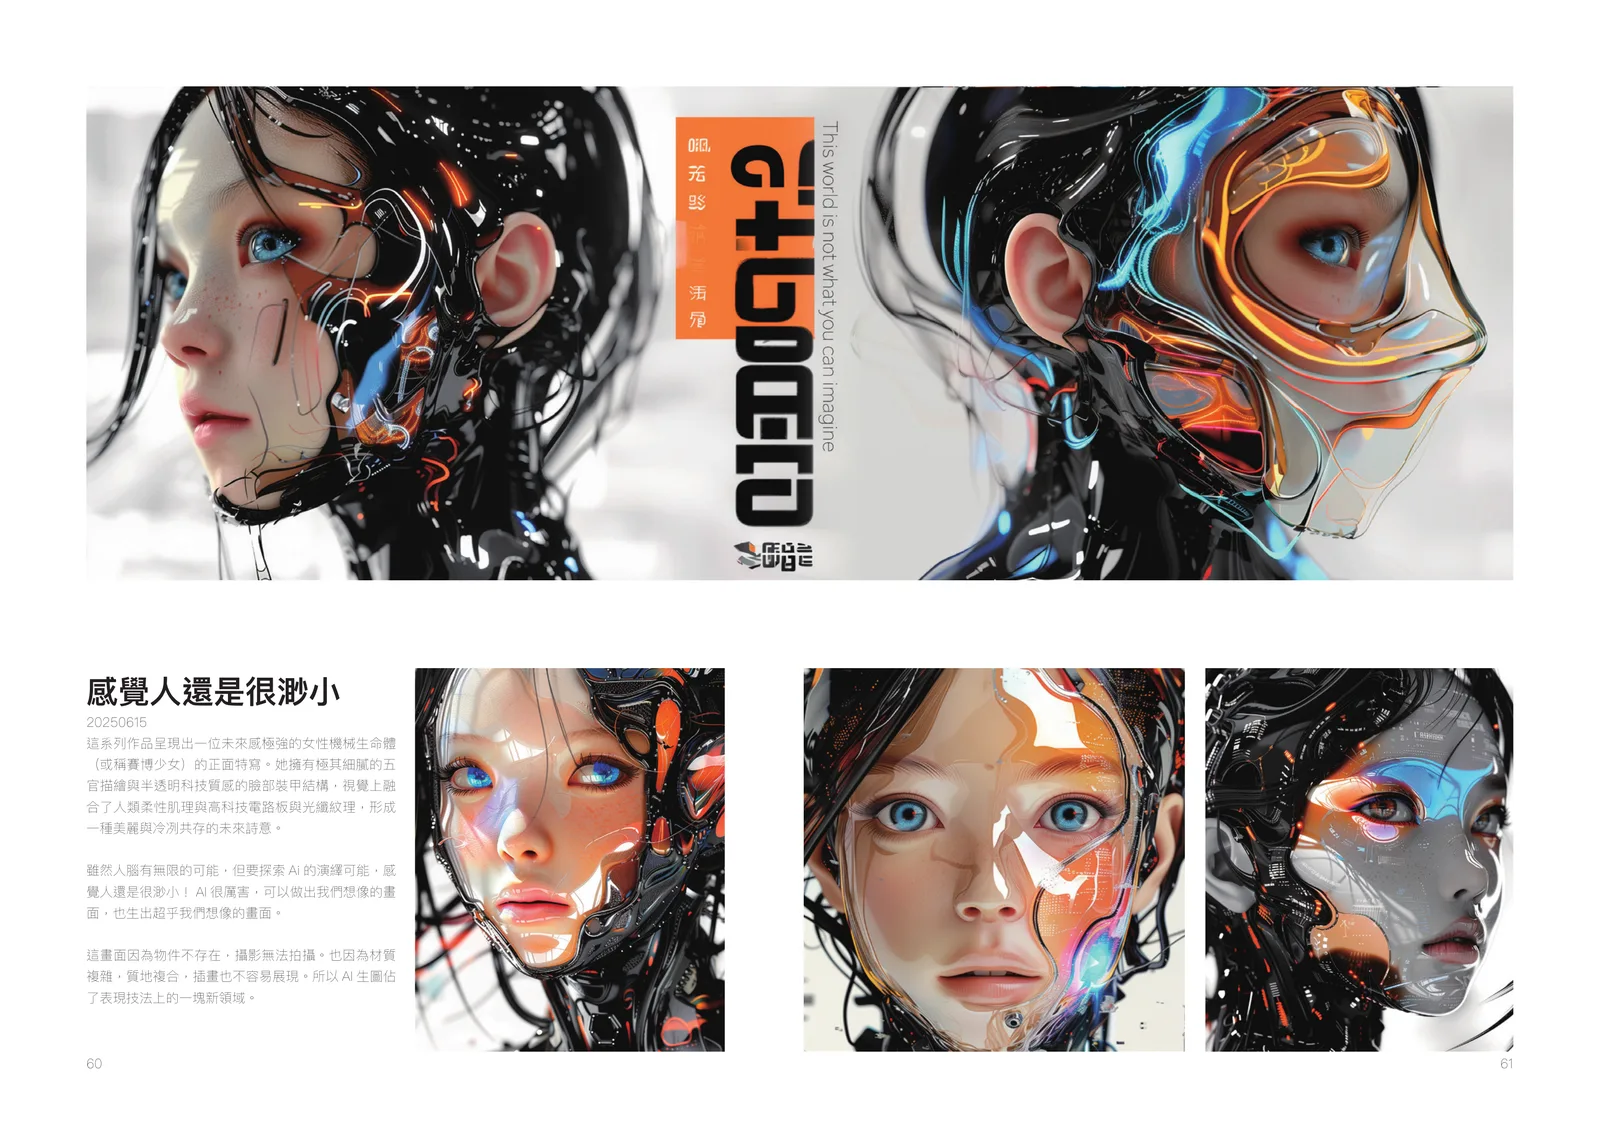 This world is not what you can imagine
感覺人還是很渺小
20250615
這系列作品呈現出一位未來感極強的女性機械生命體
（或稱賽博少女）的正面特寫。她擁有極其細膩的五
官描繪與半透明科技質感的臉部裝甲結構，視覺上融
合了人類柔性肌理與高科技電路板與光纖紋理，形成
一種美麗與冷冽共存的未來詩意。
雖然人腦有無限的可能，但要探索 Ai 的演繹可能，感
覺人還是很渺小！ AI 很厲害，可以做出我們想像的畫
面，也生出超乎我們想像的畫面。
這畫面因為物件不存在，攝影無法拍攝。也因為材質
複雜，質地複合，插畫也不容易展現。所以 AI 生圖佔
了表現技法上的一塊新領域。
60
61